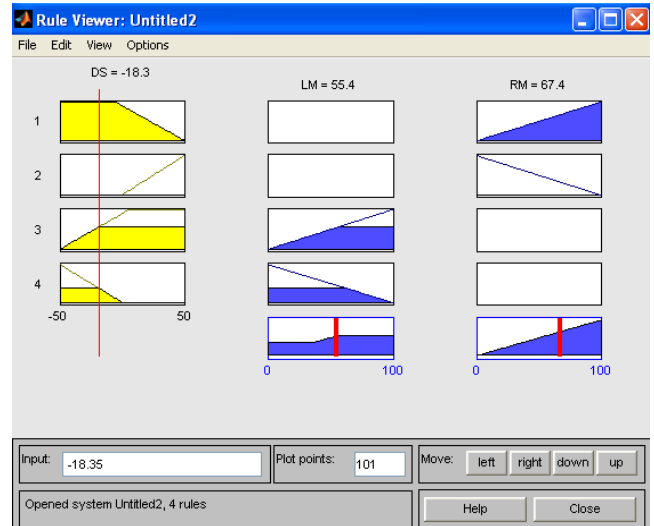 Rule Viewer: Untitled2
File Edit View Options
DS = -18.3
LM = 55.4
RM = 67.4
1
2
3
4
-50 50
0 100
0 100
Input: -18.35
Plot points: 101
Move: left right down up
Opened system Untitled2, 4 rules
Help Close